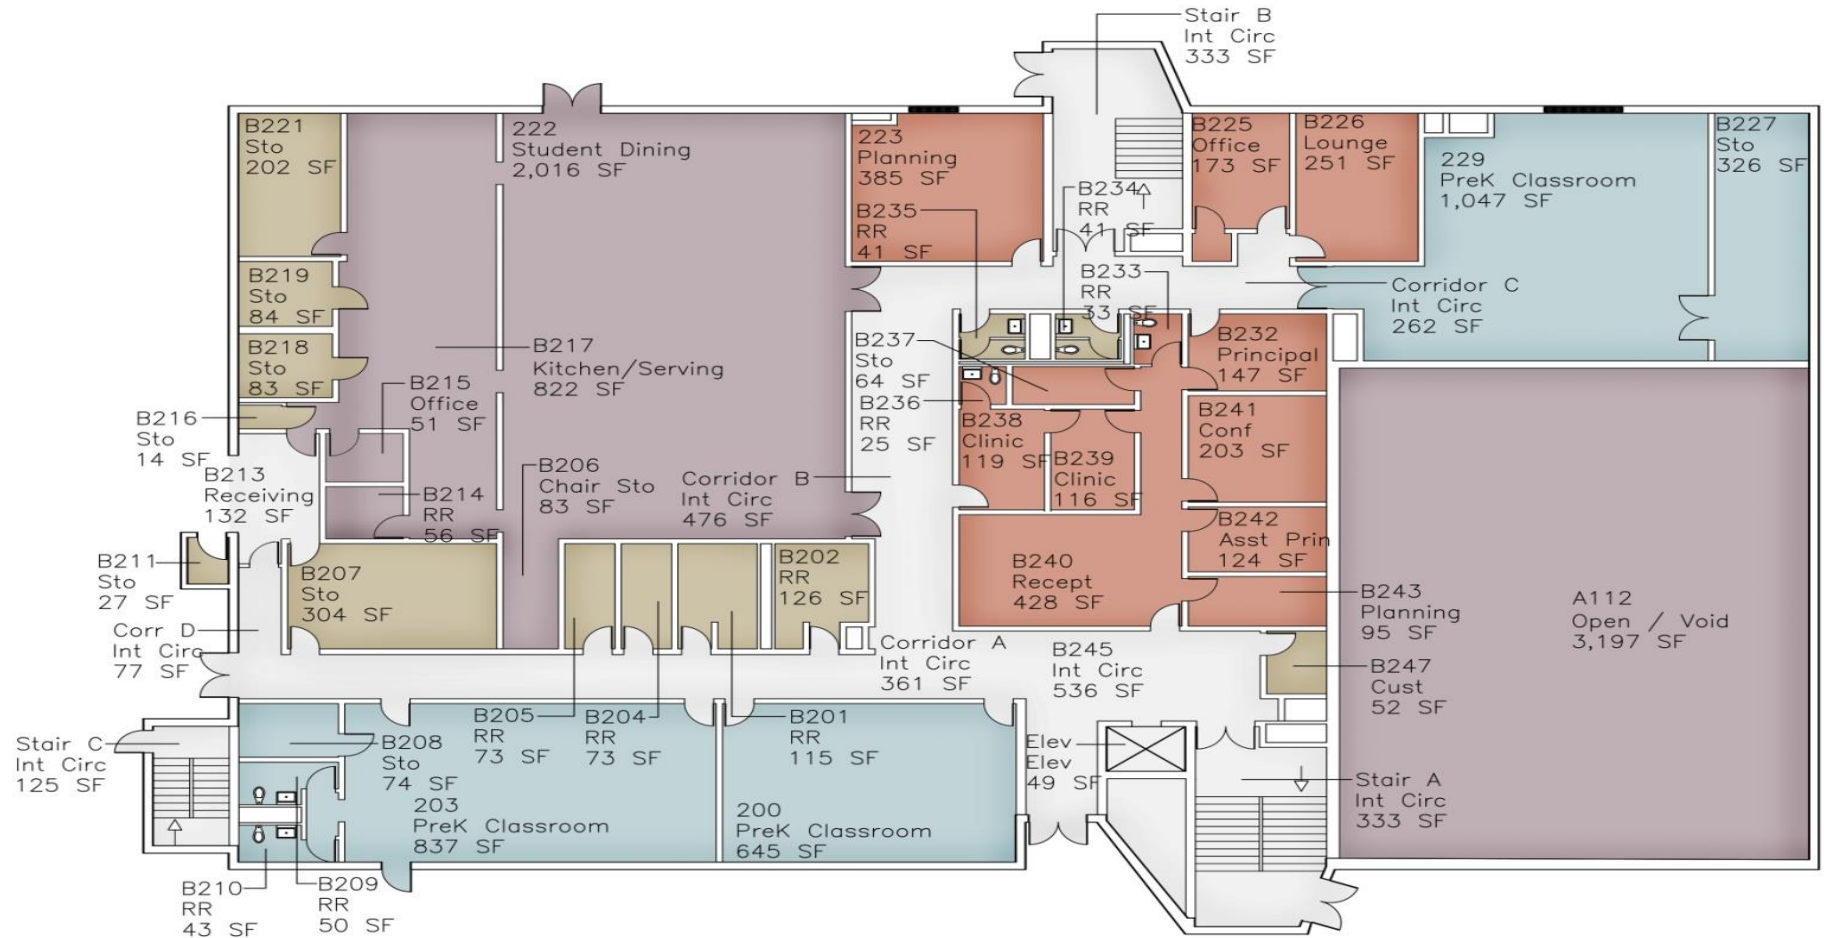 Stair B
Int Circ
333 SF
B221
Sto
202 SF
222
Student Dining
2,016 SF
223
Planning
385 SF
B225
Office
173 SF
B226
Lounge
251 SF
229
PreK Classroom
1,047 SF
B227
Sto
326 SF
B234
RR
41 SF
B235
RR
41 SF
B219
Sto
84 SF
B233
RR
33 SF
Corridor C
Int Circ
262 SF
B218
Sto
83 SF
B217
Kitchen/Serving
822 SF
B237
Sto
64 SF
B232
Principal
147 SF
B215
Office
51 SF
B236
RR
25 SF
B216
Sto
14 SF
B238
Clinic
119 SF
B241
Conf
203 SF
B213
Receiving
132 SF
B206
Chair Sto
83 SF
Corridor B
Int Circ
476 SF
B239
Clinic
116 SF
B214
RR
56 SF
B242
Asst Prin
124 SF
B211
Sto
27 SF
B207
Sto
304 SF
B202
RR
126 SF
B240
Recept
428 SF
B243
Planning
95 SF
A112
Open / Void
3,197 SF
Corr D
Int Circ
77 SF
Corridor A
Int Circ
361 SF
B245
Int Circ
536 SF
B247
Cust
52 SF
B205
RR
73 SF
B204
RR
73 SF
B201
RR
115 SF
Stair C
Int Circ
125 SF
B208
Sto
74 SF
Elev
Elev
49 SF
Stair A
Int Circ
333 SF
203
PreK Classroom
837 SF
200
PreK Classroom
645 SF
B210
RR
43 SF
B209
RR
50 SF